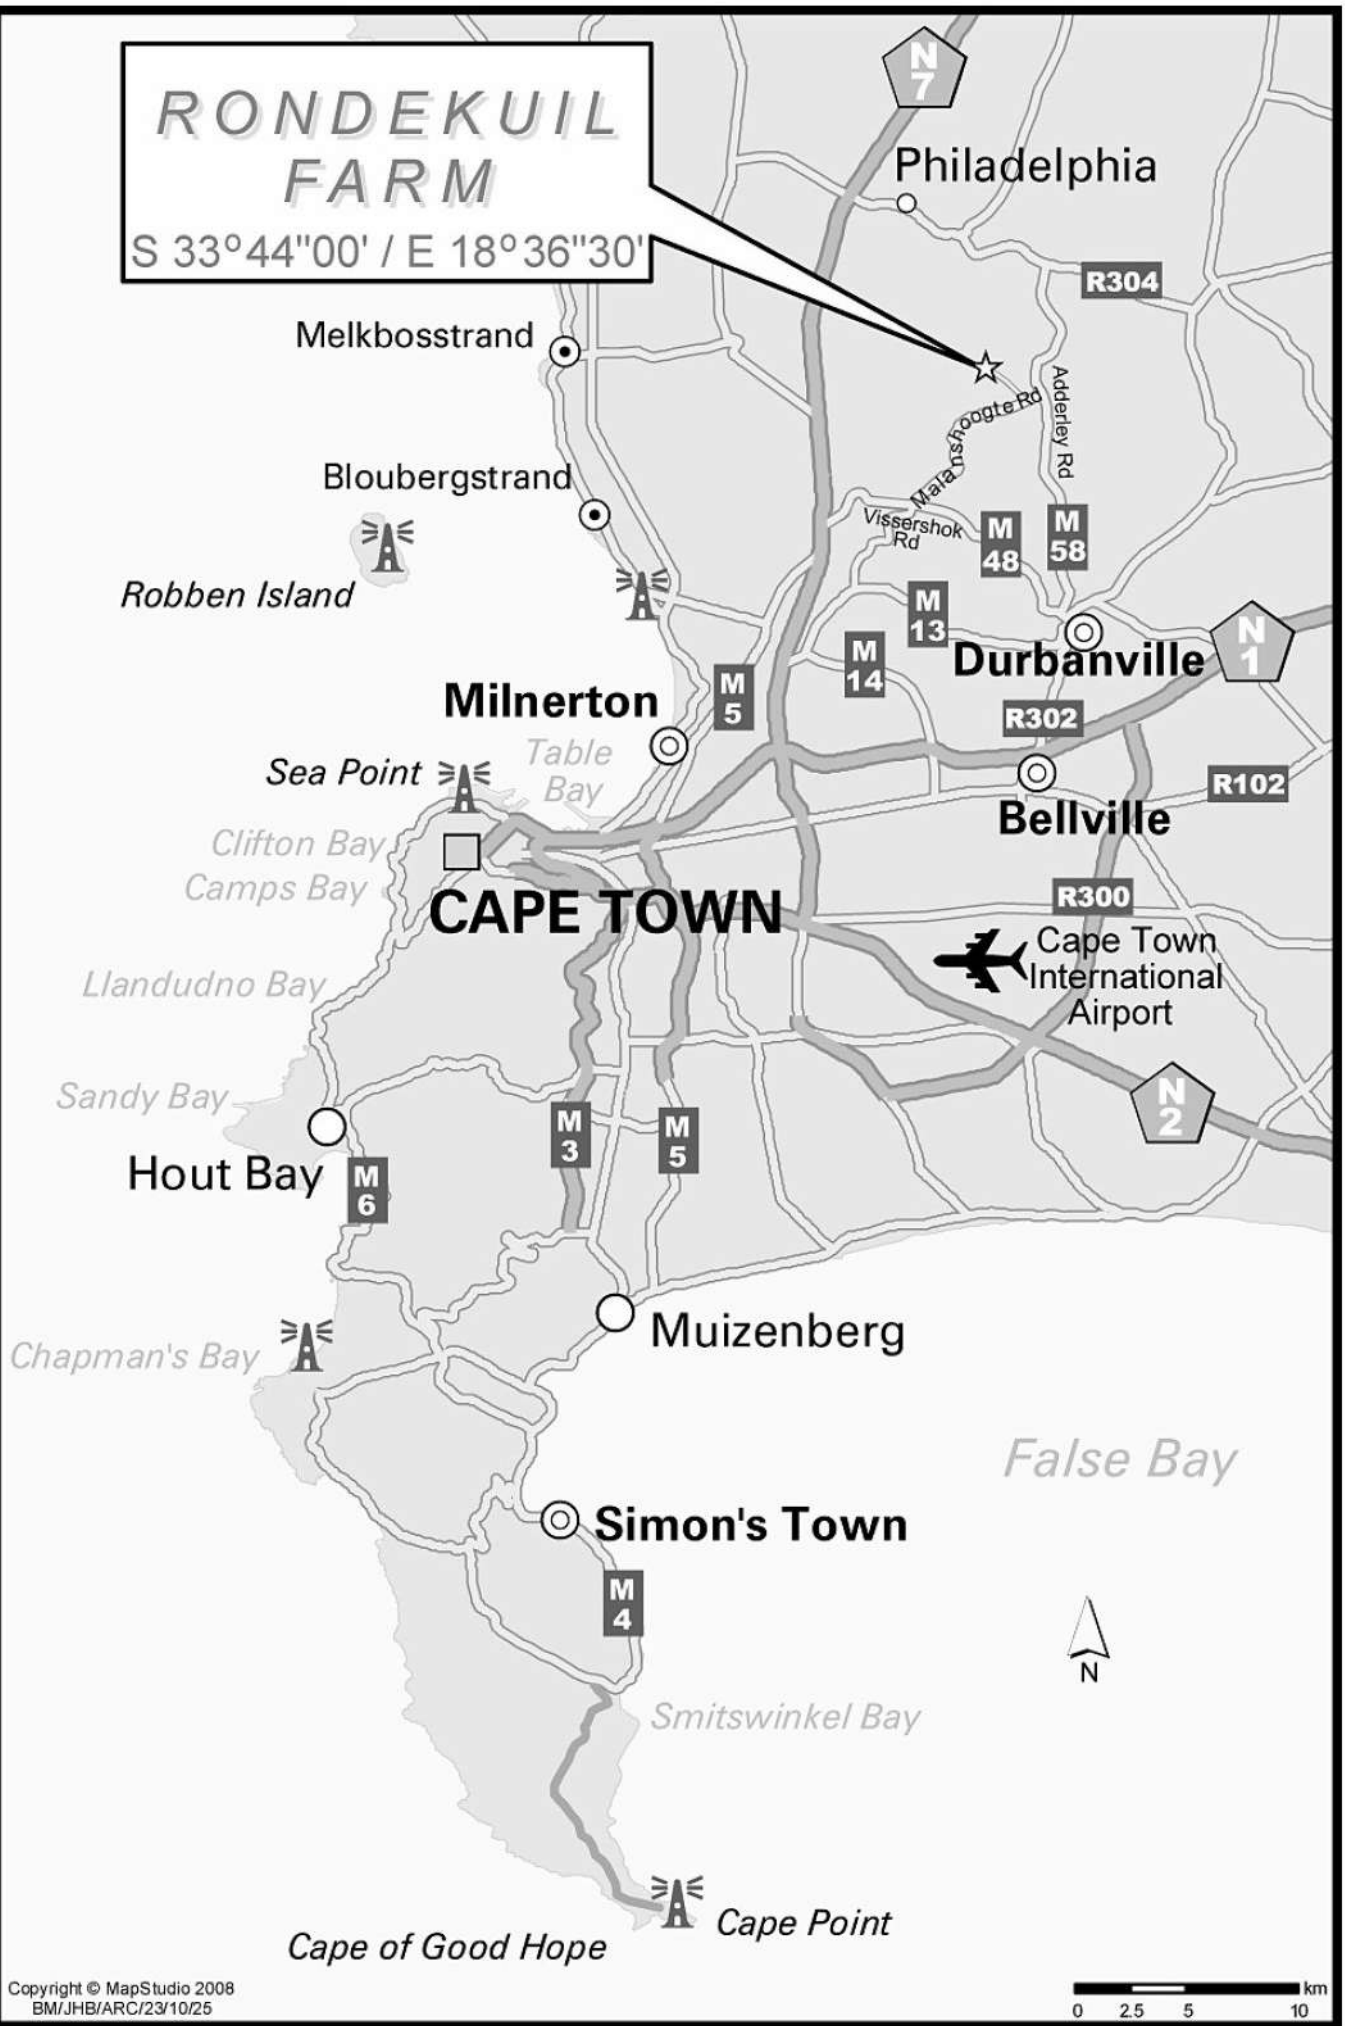 N
7
RONDEKUIL
FARM
S 33°44"00' / E 18°36"30'
Philadelphia
R304
Melkbosstrand
Adderley Rd
Malanshoogte Rd
Bloubergstrand
Vissershok
Rd
M
48
M
58
Robben Island
M
13
N
1
M
14
Durbanville
M
5
Milnerton
R302
Table
Bay
Sea Point
R102
Bellville
Clifton Bay
Camps Bay
CAPE TOWN
R300
Cape Town
International
Airport
Llandudno Bay
Sandy Bay
N
2
M
3
M
5
Hout Bay
M
6
Muizenberg
Chapman's Bay
False Bay
Simon's Town
M
4
N
Smitswinkel Bay
Cape Point
Cape of Good Hope
Copyright © MapStudio 2008
BM/JHB/ARC/23/10/25
km
0 2.5 5 10